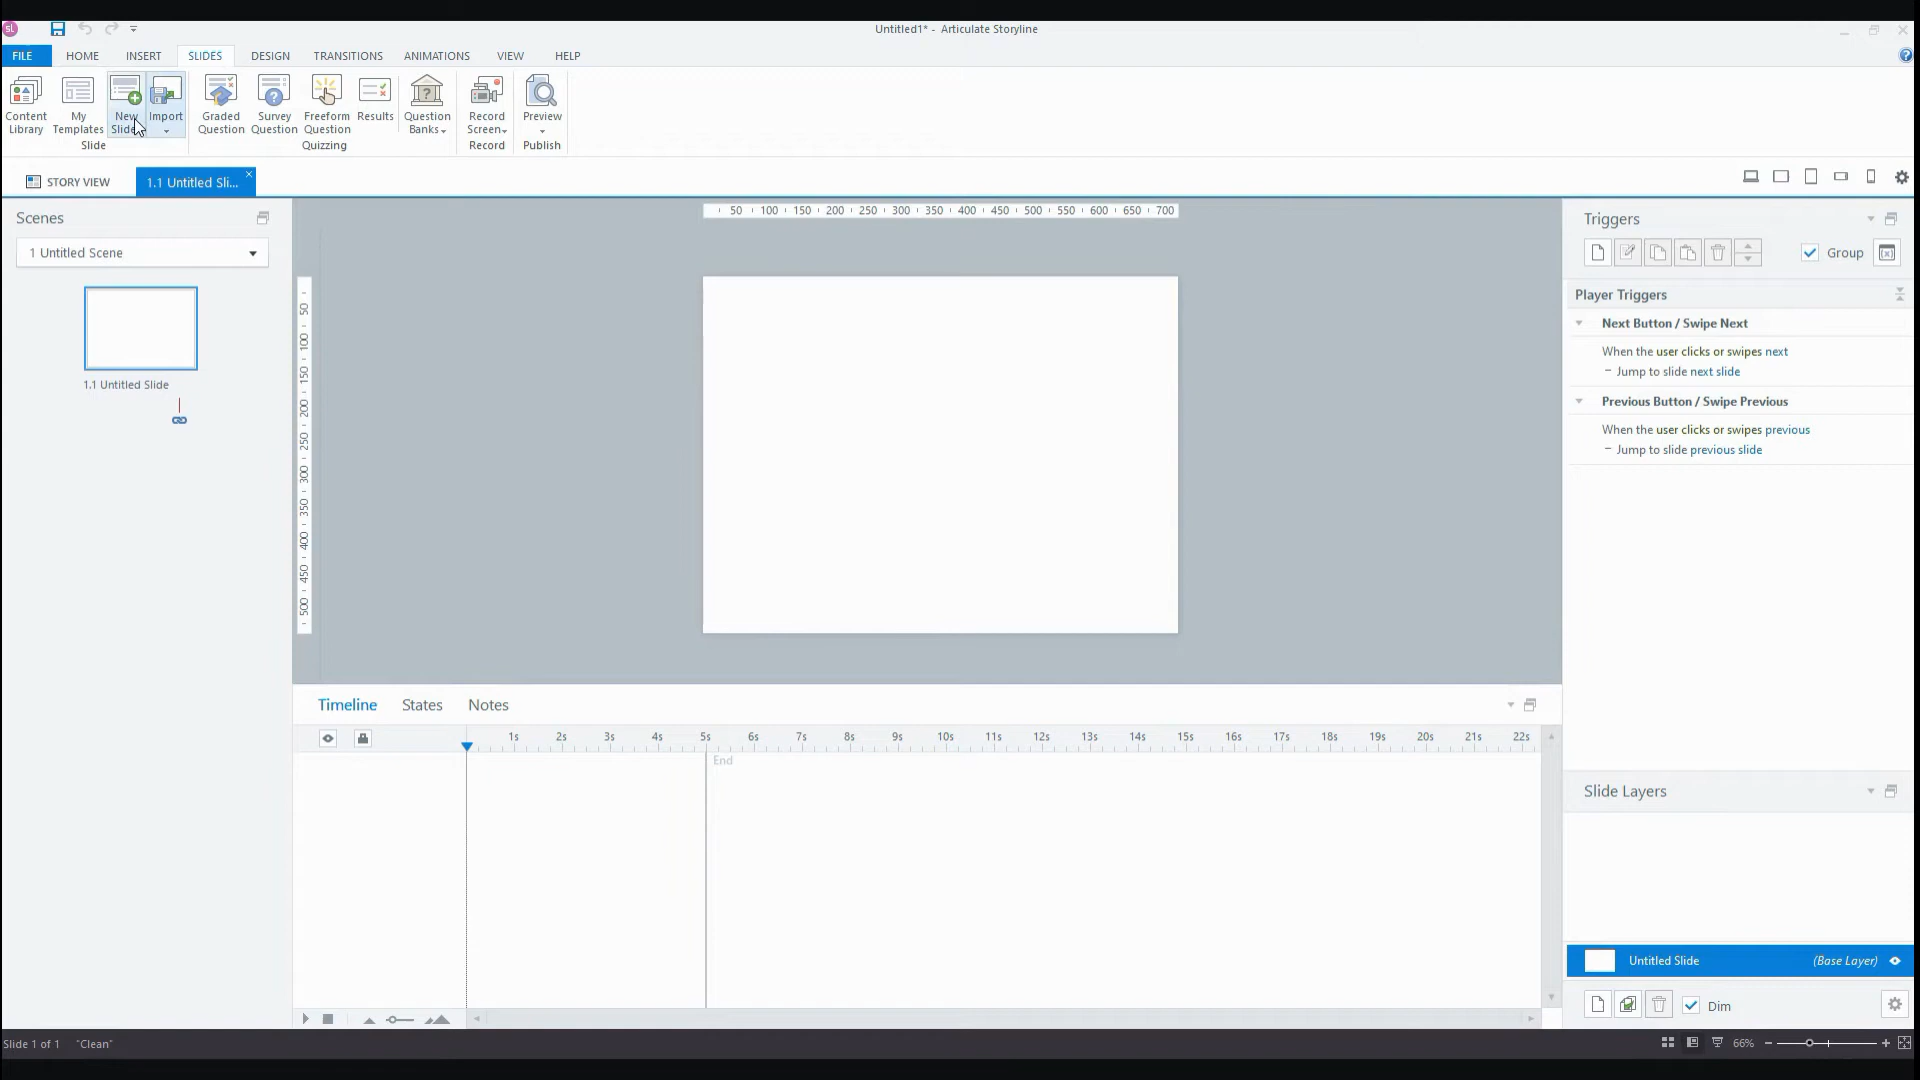 SL
Untitled1* - Articulate Storyline
FILE HOME INSERT SLIDES DESIGN TRANSITIONS ANIMATIONS VIEW HELP
Content Library
My Templates
New Slide
Import
Graded Question
Survey Question
Freeform Question
Results
Question Banks
Record Screen
Preview
Slide Quizzing Record Publish
STORY VIEW 1.1 Untitled Sli...
Scenes
1 Untitled Scene
1.1 Untitled Slide
50 100 150 200 250 300 350 400 450 500 550 600 650 700
50 100 150 200 250 300 350 400 450 500
Triggers
Group
Player Triggers
Next Button / Swipe Next
When the user clicks or swipes next
Jump to slide next slide
Previous Button / Swipe Previous
When the user clicks or swipes previous
Jump to slide previous slide
Timeline States Notes
1s 2s 3s 4s 5s 6s 7s 8s 9s 10s 11s 12s 13s 14s 15s 16s 17s 18s 19s 20s 21s 22s
End
Slide Layers
Untitled Slide (Base Layer)
Dim
Slide 1 of 1 "Clean" 66%